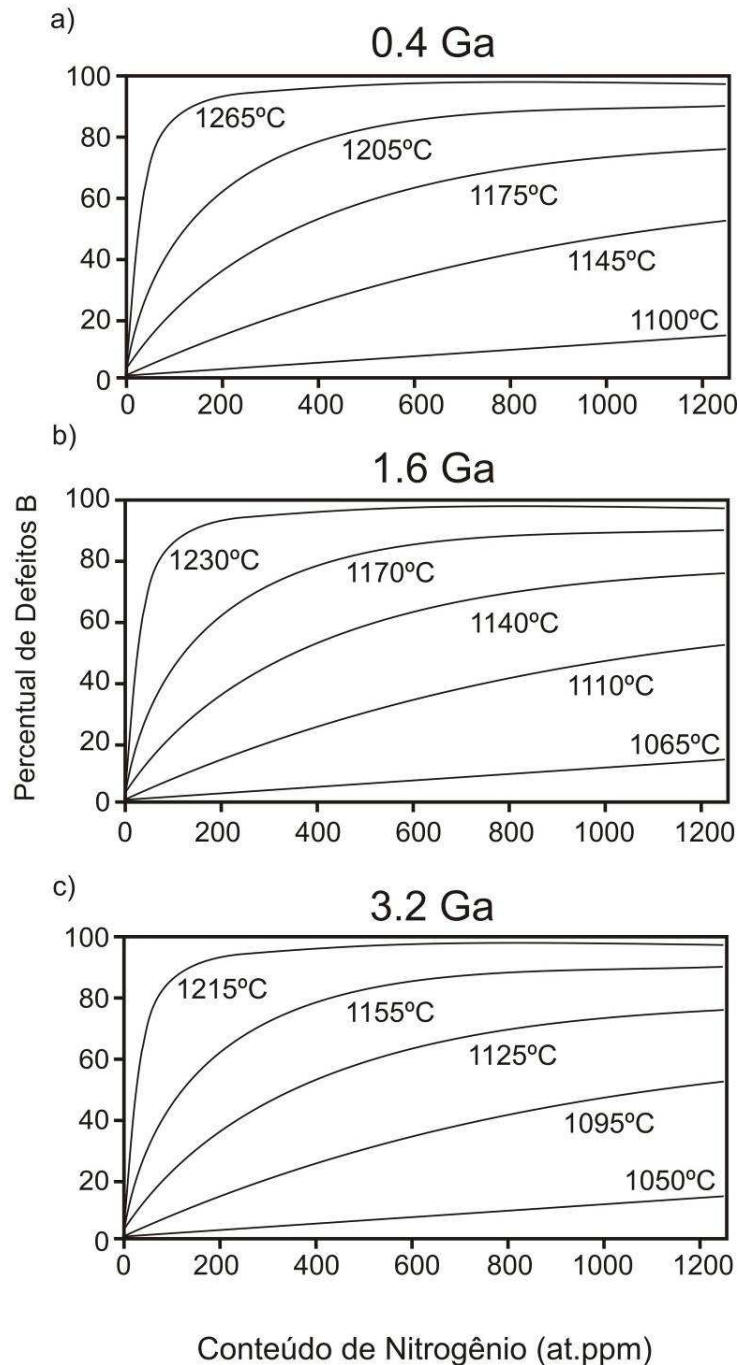 a)
0.4 Ga
100
80
60
40
20
0
1265ºC
1205ºC
1175ºC
1145ºC
1100ºC
0 200 400 600 800 1000 1200
b)
1.6 Ga
Percentual de Defeitos B
100
80
60
40
20
0
1230ºC
1170ºC
1140ºC
1110ºC
1065ºC
0 200 400 600 800 1000 1200
c)
3.2 Ga
100
80
60
40
20
0
1215ºC
1155ºC
1125ºC
1095ºC
1050ºC
0 200 400 600 800 1000 1200
Conteúdo de Nitrogênio (at.ppm)